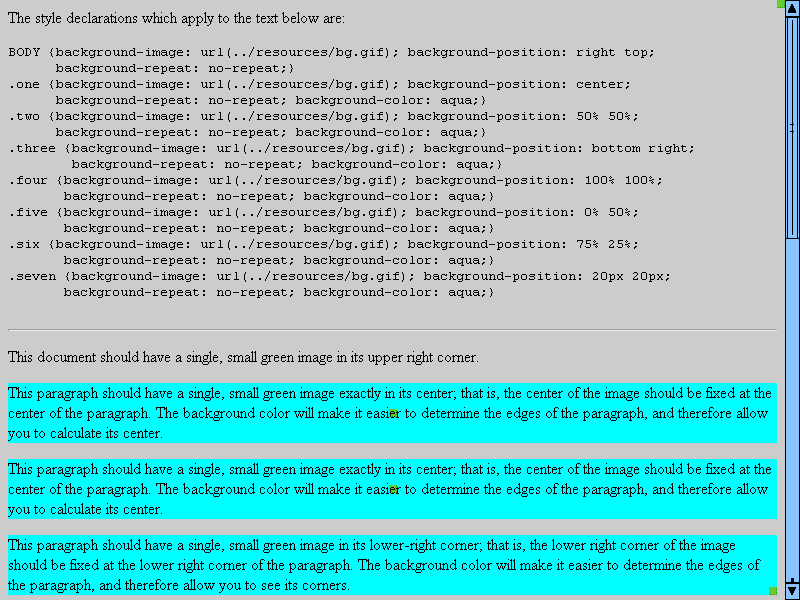 The style declarations which apply to the text below are:
BODY {background-image: url(../resources/bg.gif); background-position: right top;
background-repeat: no-repeat;}
.one {background-image: url(../resources/bg.gif); background-position: center;
background-repeat: no-repeat; background-color: aqua;}
.two {background-image: url(../resources/bg.gif); background-position: 50% 50%;
background-repeat: no-repeat; background-color: aqua;}
.three {background-image: url(../resources/bg.gif); background-position: bottom right;
background-repeat: no-repeat; background-color: aqua;}
.four {background-image: url(../resources/bg.gif); background-position: 100% 100%;
background-repeat: no-repeat; background-color: aqua;}
.five {background-image: url(../resources/bg.gif); background-position: 0% 50%;
background-repeat: no-repeat; background-color: aqua;}
.six {background-image: url(../resources/bg.gif); background-position: 75% 25%;
background-repeat: no-repeat; background-color: aqua;}
.seven {background-image: url(../resources/bg.gif); background-position: 20px 20px;
background-repeat: no-repeat; background-color: aqua;}
This document should have a single, small green image in its upper right corner.
This paragraph should have a single, small green image exactly in its center; that is, the center of the image should be fixed at the
center of the paragraph. The background color will make it easier to determine the edges of the paragraph, and therefore allow
you to calculate its center.
This paragraph should have a single, small green image exactly in its center; that is, the center of the image should be fixed at the
center of the paragraph. The background color will make it easier to determine the edges of the paragraph, and therefore allow
you to calculate its center.
This paragraph should have a single, small green image in its lower-right corner; that is, the lower right corner of the image
should be fixed at the lower right corner of the paragraph. The background color will make it easier to determine the edges of
the paragraph, and therefore allow you to see its corners.